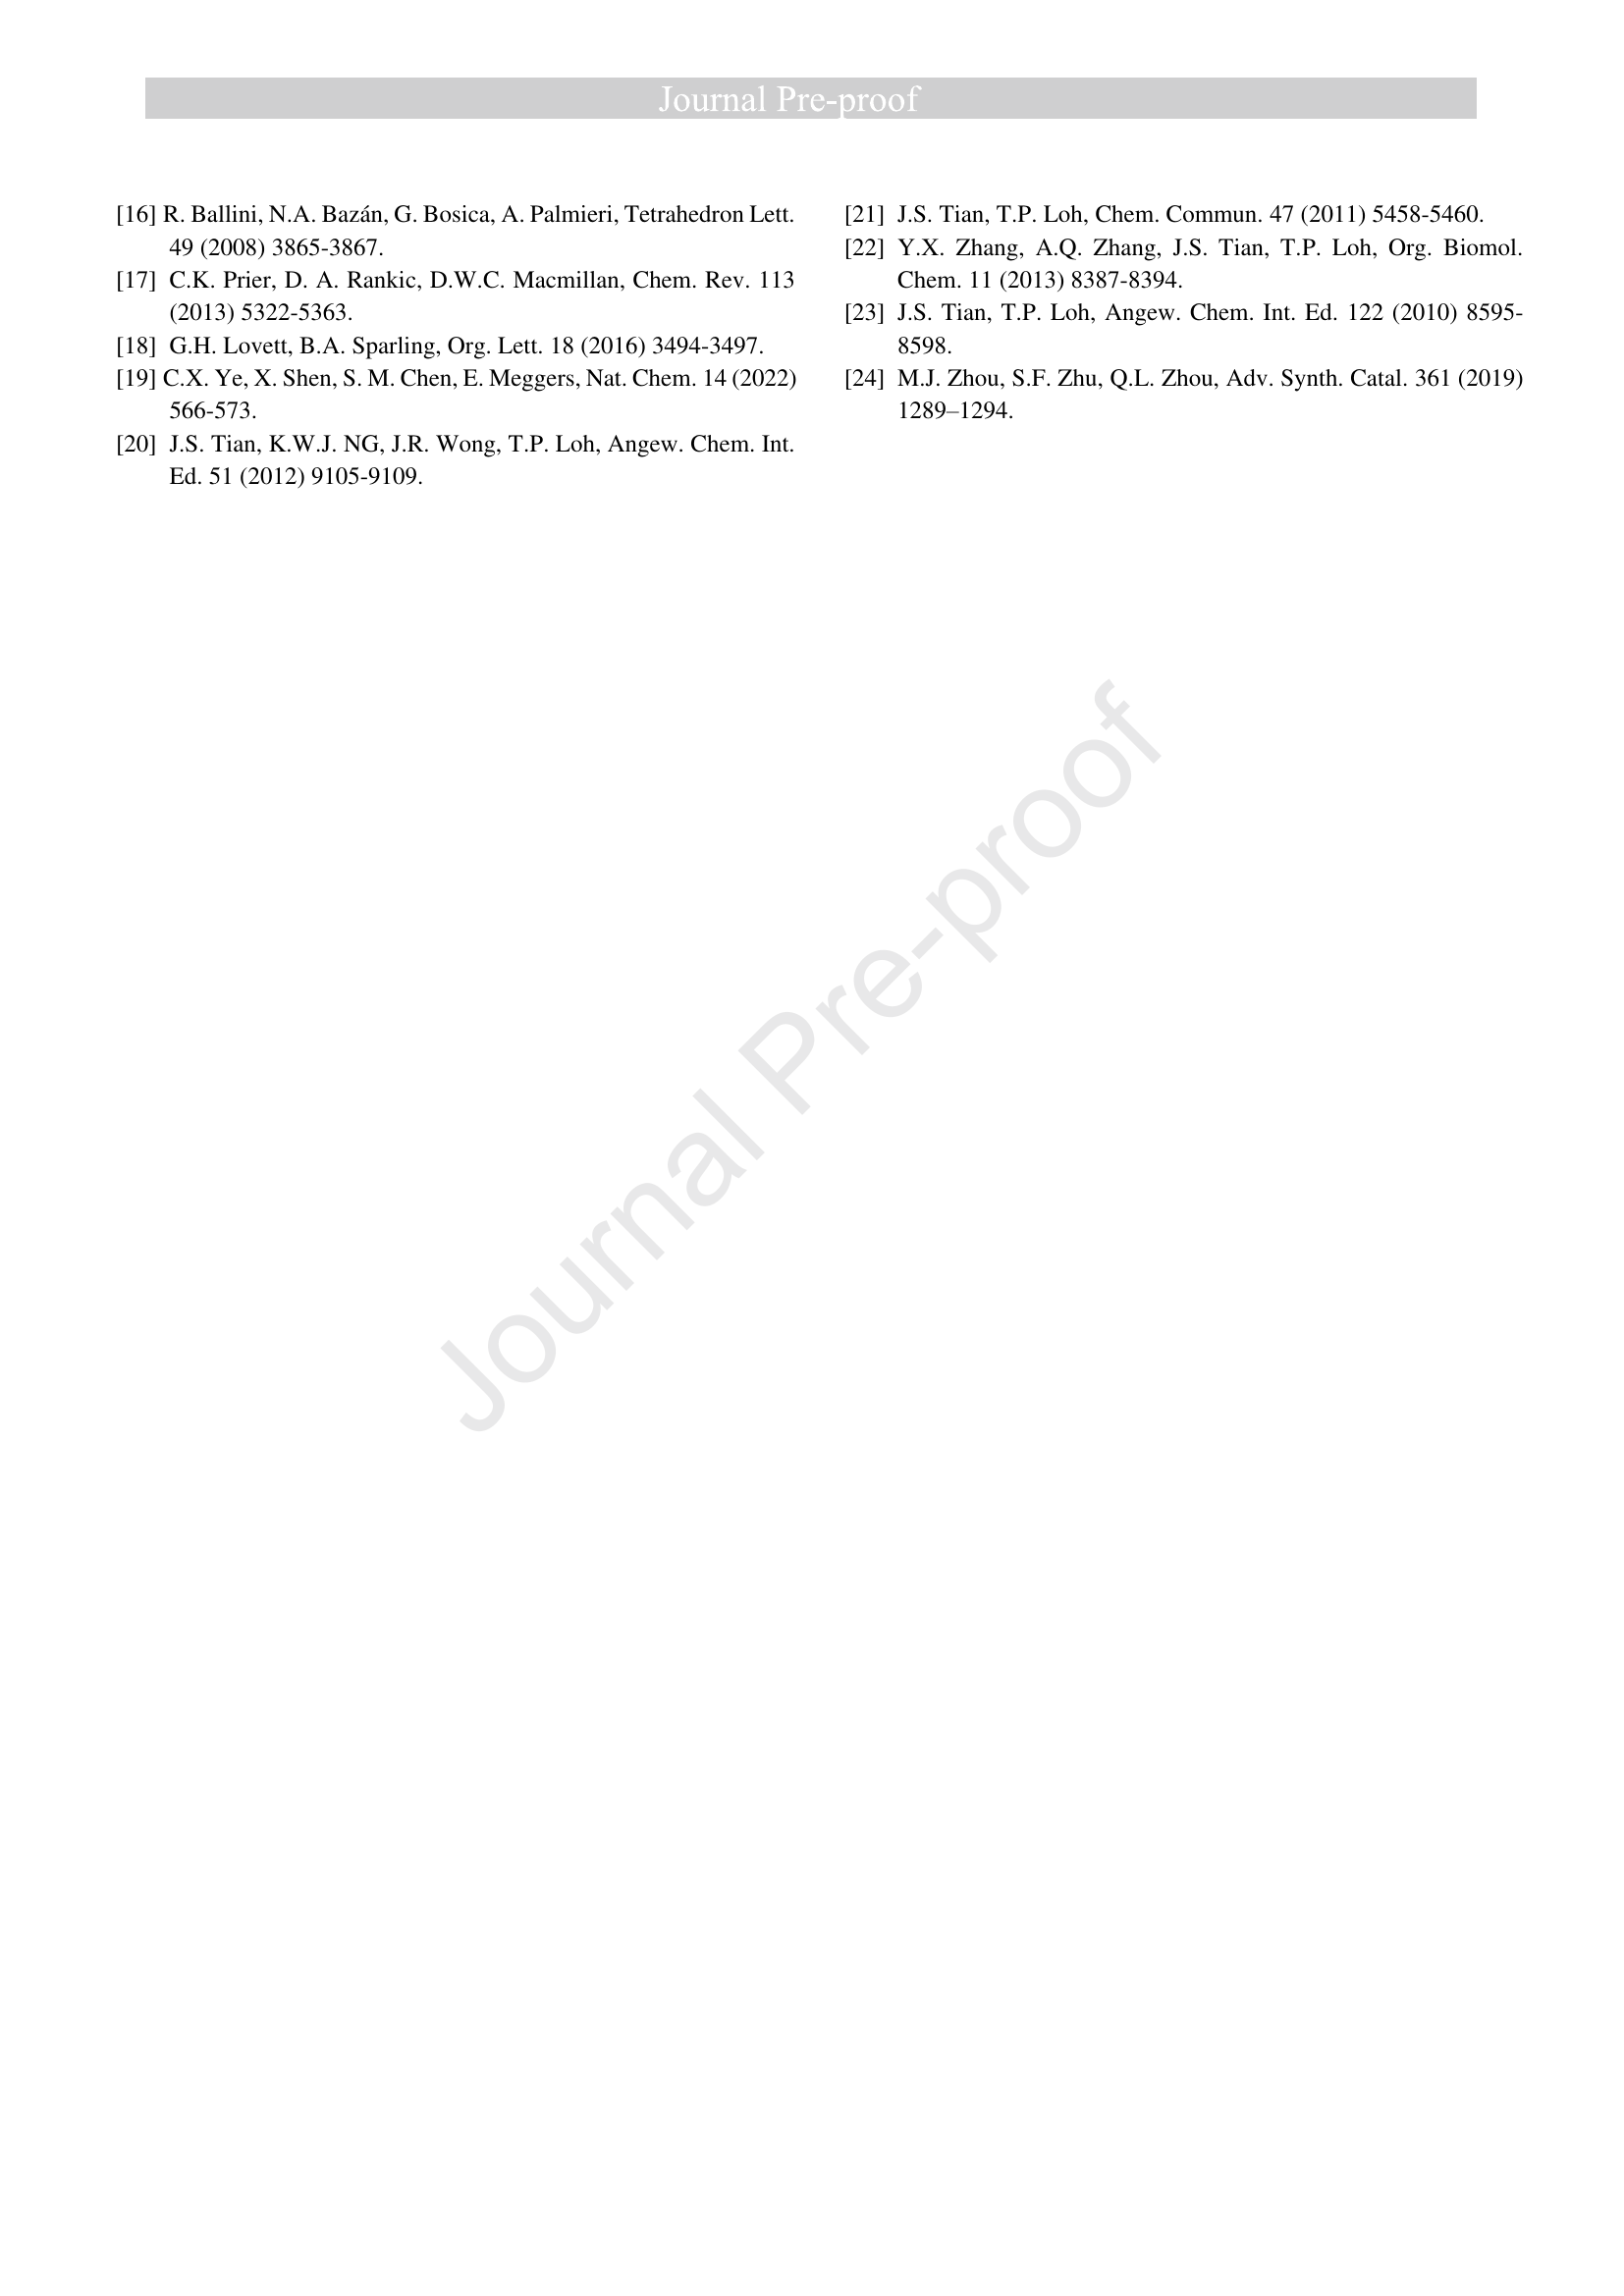 Journal Pre-proof
[16] R. Ballini, N.A. Bazán, G. Bosica, A. Palmieri, Tetrahedron Lett.
49 (2008) 3865-3867.
[17] C.K. Prier, D. A. Rankic, D.W.C. Macmillan, Chem. Rev. 113
(2013) 5322-5363.
[18] G.H. Lovett, B.A. Sparling, Org. Lett. 18 (2016) 3494-3497.
[19] C.X. Ye, X. Shen, S. M. Chen, E. Meggers, Nat. Chem. 14 (2022)
566-573.
[20] J.S. Tian, K.W.J. NG, J.R. Wong, T.P. Loh, Angew. Chem. Int.
Ed. 51 (2012) 9105-9109.
[21] J.S. Tian, T.P. Loh, Chem. Commun. 47 (2011) 5458-5460.
[22] Y.X. Zhang, A.Q. Zhang, J.S. Tian, T.P. Loh, Org. Biomol.
Chem. 11 (2013) 8387-8394.
[23] J.S. Tian, T.P. Loh, Angew. Chem. Int. Ed. 122 (2010) 8595-
8598.
[24] M.J. Zhou, S.F. Zhu, Q.L. Zhou, Adv. Synth. Catal. 361 (2019)
1289–1294.
Journal Pre-proof